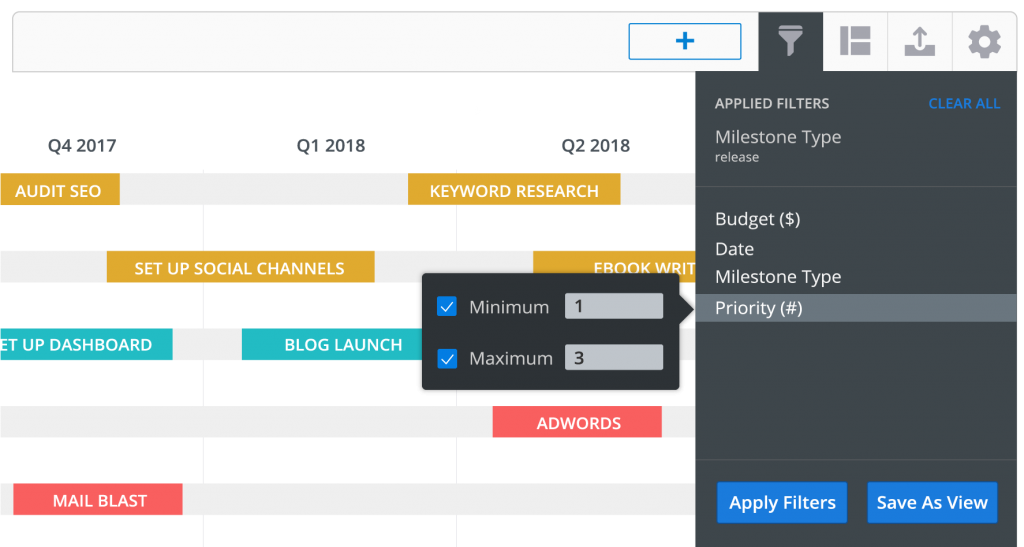 +
APPLIED FILTERS CLEAR ALL
Milestone Type
release
Q4 2017 Q1 2018 Q2 2018
AUDIT SEO KEYWORD RESEARCH
SET UP SOCIAL CHANNELS EBOOK WRIT
ET UP DASHBOARD BLOG LAUNCH
ADWORDS
MAIL BLAST
Minimum 1
Maximum 3
Budget ($)
Date
Milestone Type
Priority (#)
Apply Filters Save As View